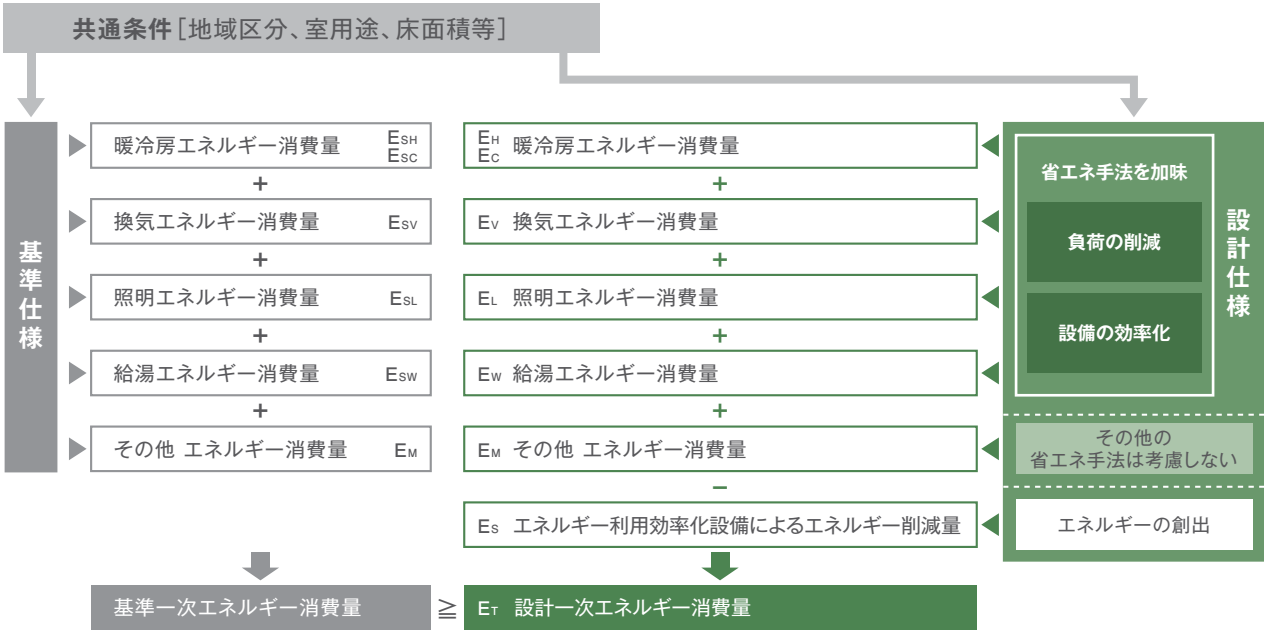 共通条件［地域区分、室用途、床面積等］
基準仕様
暖冷房エネルギー消費量 ESH
ESC
+
換気エネルギー消費量 ESV
+
照明エネルギー消費量 ESL
+
給湯エネルギー消費量 ESW
+
その他 エネルギー消費量 EM
基準一次エネルギー消費量
≧
EH
EC 暖冷房エネルギー消費量
+
EV 換気エネルギー消費量
+
EL 照明エネルギー消費量
+
EW 給湯エネルギー消費量
+
EM その他 エネルギー消費量
−
ES エネルギー利用効率化設備によるエネルギー削減量
ET 設計一次エネルギー消費量
設計仕様
省エネ手法を加味
負荷の削減
設備の効率化
その他の
省エネ手法は考慮しない
エネルギーの創出